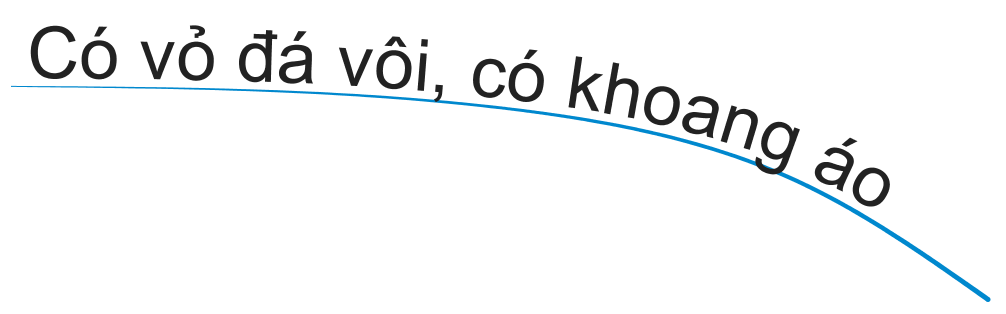 Có vỏ đá vôi, có khoang áo